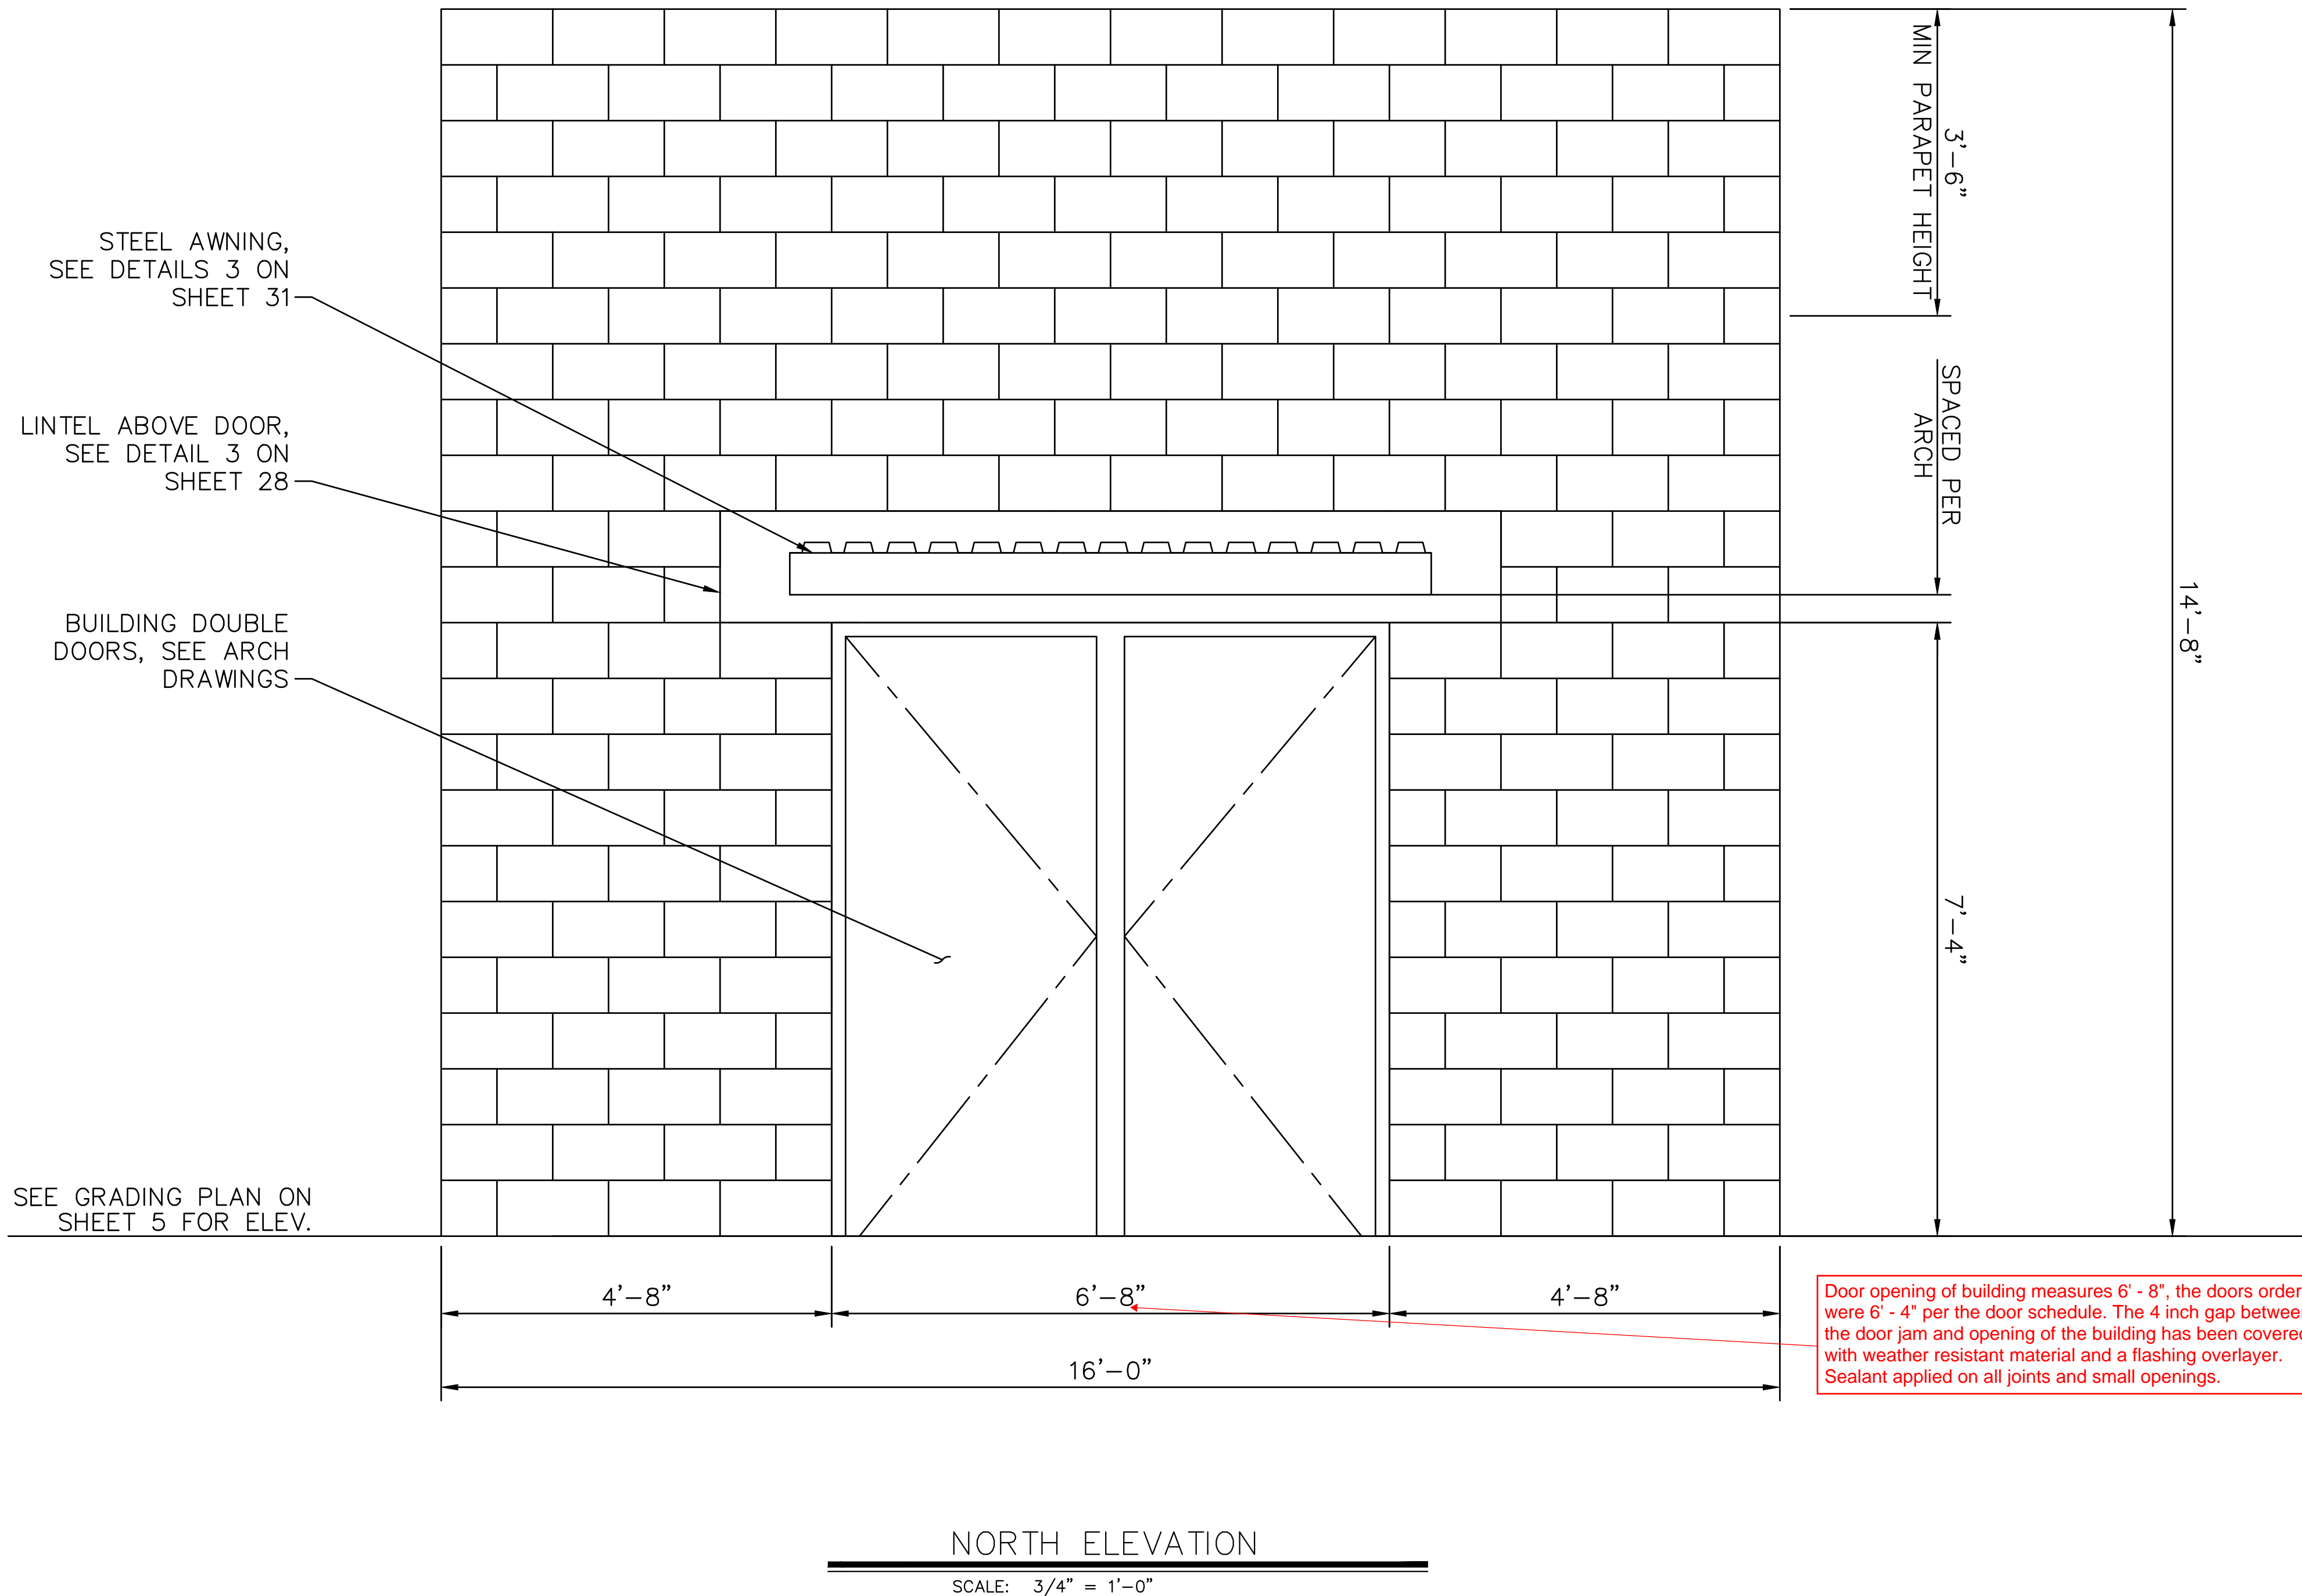 MIN PARAPET HEIGHT
3'-6"
STEEL AWNING,
SEE DETAILS 3 ON
SHEET 31
SPACED PER
ARCH
LINTEL ABOVE DOOR,
SEE DETAIL 3 ON
SHEET 28
14'-8"
BUILDING DOUBLE
DOORS, SEE ARCH
DRAWINGS
7'-4"
SEE GRADING PLAN ON
SHEET 5 FOR ELEV.
4'-8"
6'-8"
4'-8"
16'-0"
Door opening of building measures 6' - 8", the doors order
were 6' - 4" per the door schedule. The 4 inch gap betwee
the door jam and opening of the building has been covere
with weather resistant material and a flashing overlayer.
Sealant applied on all joints and small openings.
NORTH ELEVATION
SCALE: 3/4" = 1'-0"